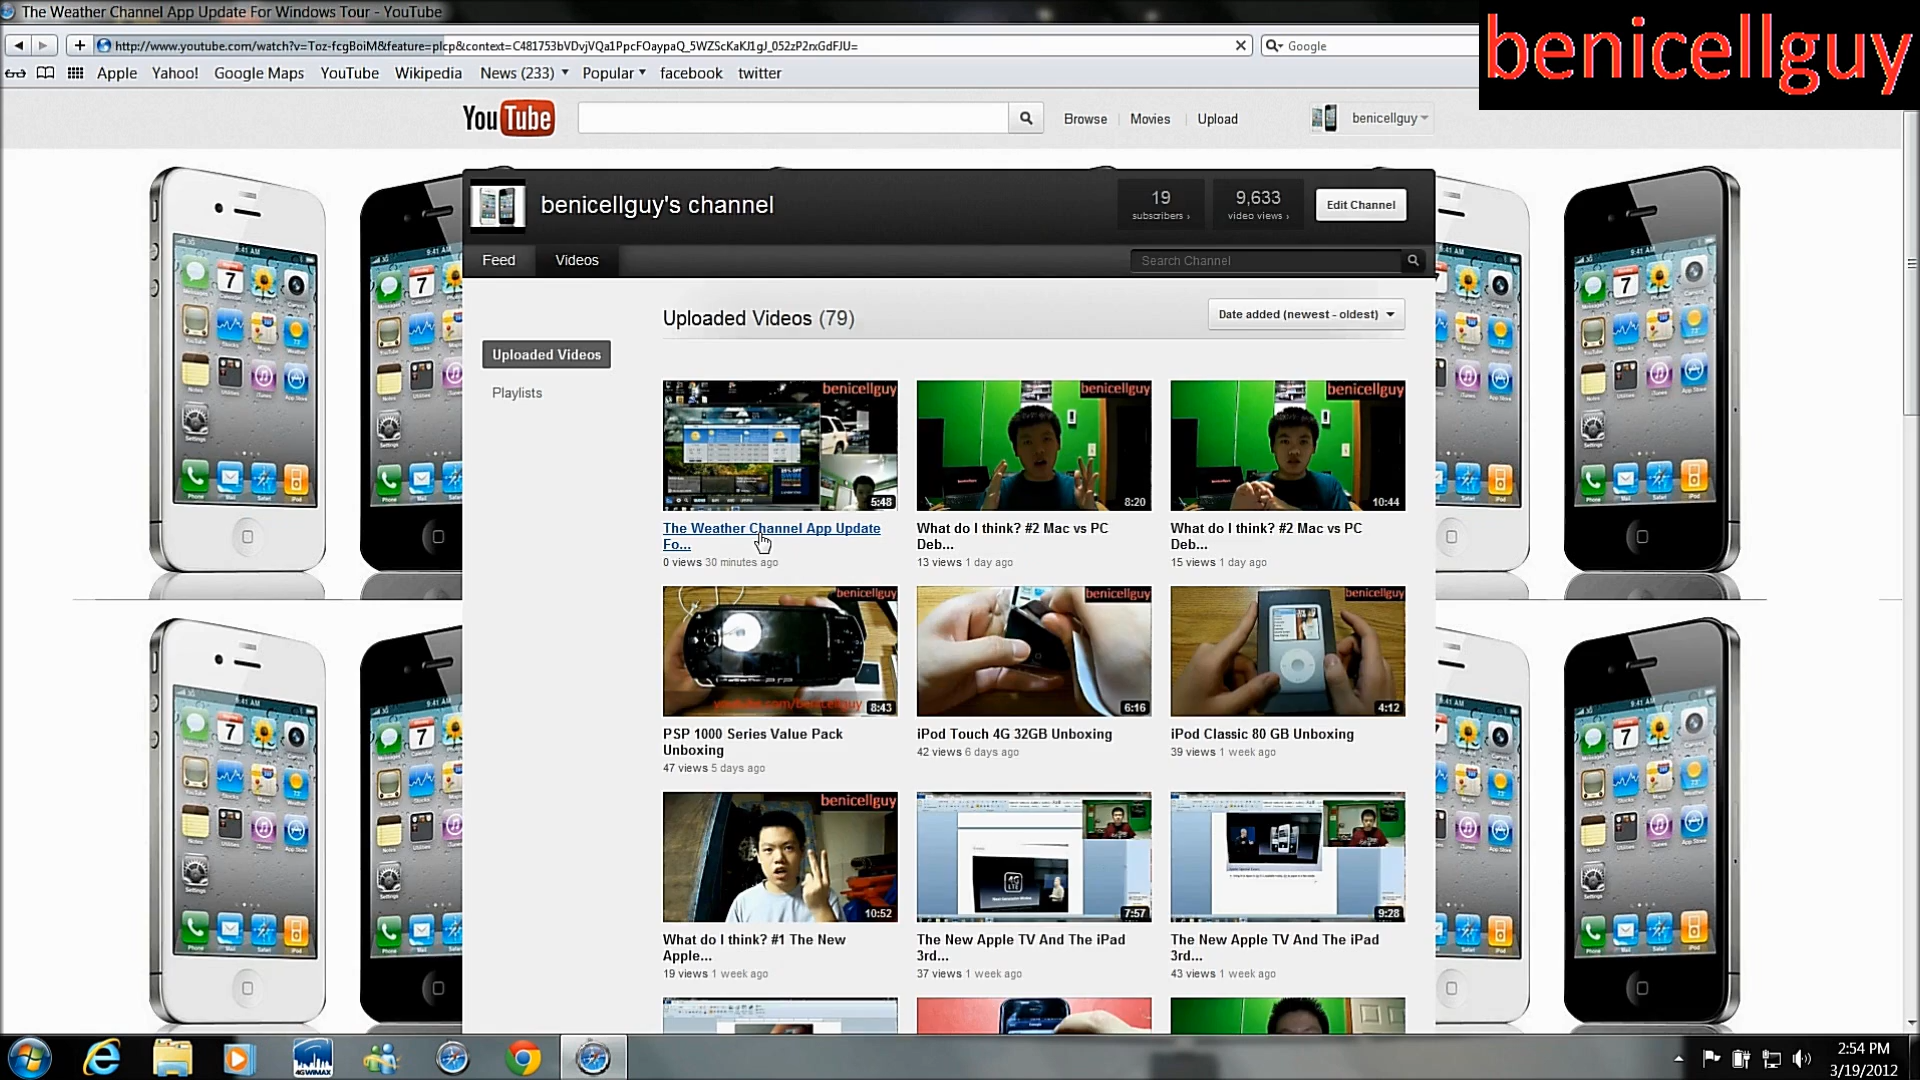 The Weather Channel App Update For Windows Tour - YouTube
http://www.youtube.com/watch?v=Toz-fcgBoiM&feature=plcp&context=C481753bVDvjVQa1PpcFOaypaQ_5WZScKaKJ1gJ_052zP2rxGdFJU=
Google
benicellguy
Apple Yahoo! Google Maps YouTube Wikipedia News (233) Popular facebook twitter
YouTube
Browse Movies Upload
benicellguy
benicellguy's channel
19 subscribers
9,633 video views
Edit Channel
Feed Videos
Search Channel
Uploaded Videos (79)
Date added (newest - oldest)
Uploaded Videos
Playlists
benicellguy benicellguy benicellguy
5:48 8:20 10:44
The Weather Channel App Update Fo...
0 views 30 minutes ago
What do I think? #2 Mac vs PC Deb...
13 views 1 day ago
What do I think? #2 Mac vs PC Deb...
15 views 1 day ago
benicellguy benicellguy benicellguy
youtube.com/benicellguy
8:43 6:16 4:12
PSP 1000 Series Value Pack Unboxing
47 views 5 days ago
iPod Touch 4G 32GB Unboxing
42 views 6 days ago
iPod Classic 80 GB Unboxing
39 views 1 week ago
benicellguy
4G LTE
10:52 7:57 9:28
What do I think? #1 The New Apple...
19 views 1 week ago
The New Apple TV And The iPad 3rd...
37 views 1 week ago
The New Apple TV And The iPad 3rd...
43 views 1 week ago
4G WIMAX
2:54 PM
3/19/2012